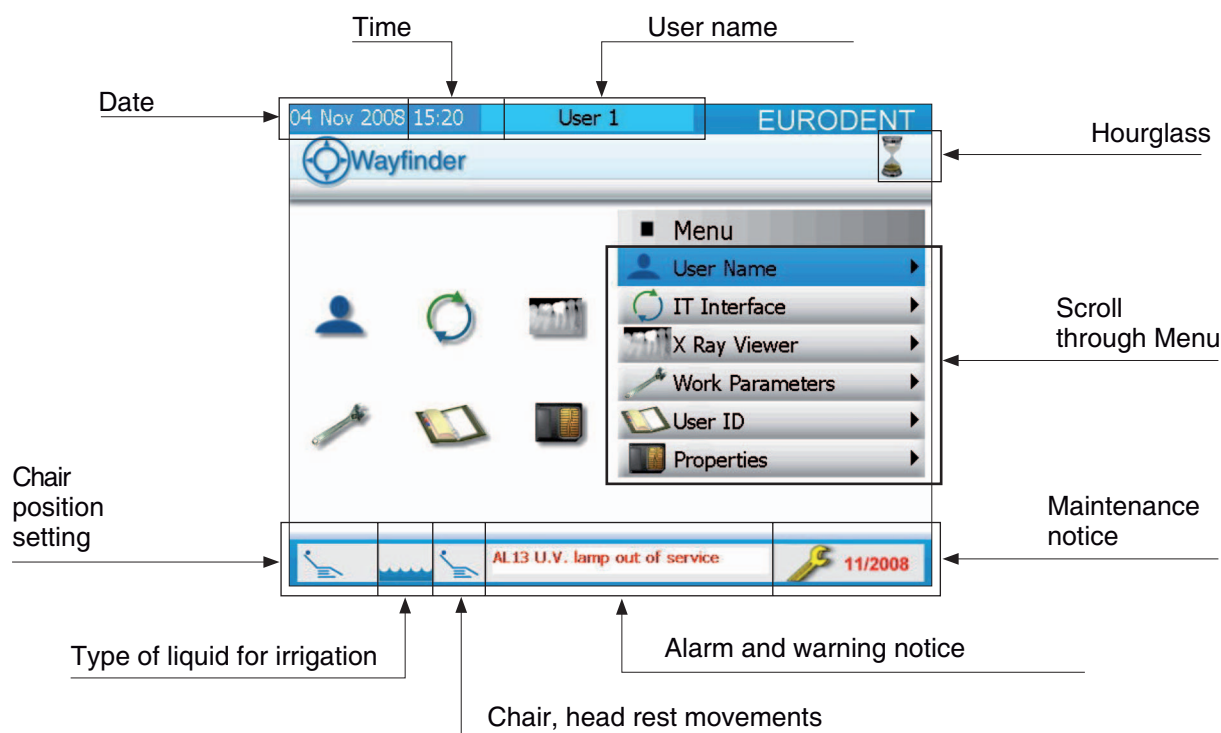 Time
User name
Date
04 Nov 2008 15:20 User 1 EURODENT
Hourglass
Wayfinder
Menu
User Name
IT Interface
X Ray Viewer
Work Parameters
User ID
Properties
Scroll
through Menu
Chair
position
setting
Maintenance
notice
AL13 U.V. lamp out of service
11/2008
Type of liquid for irrigation
Alarm and warning notice
Chair, head rest movements